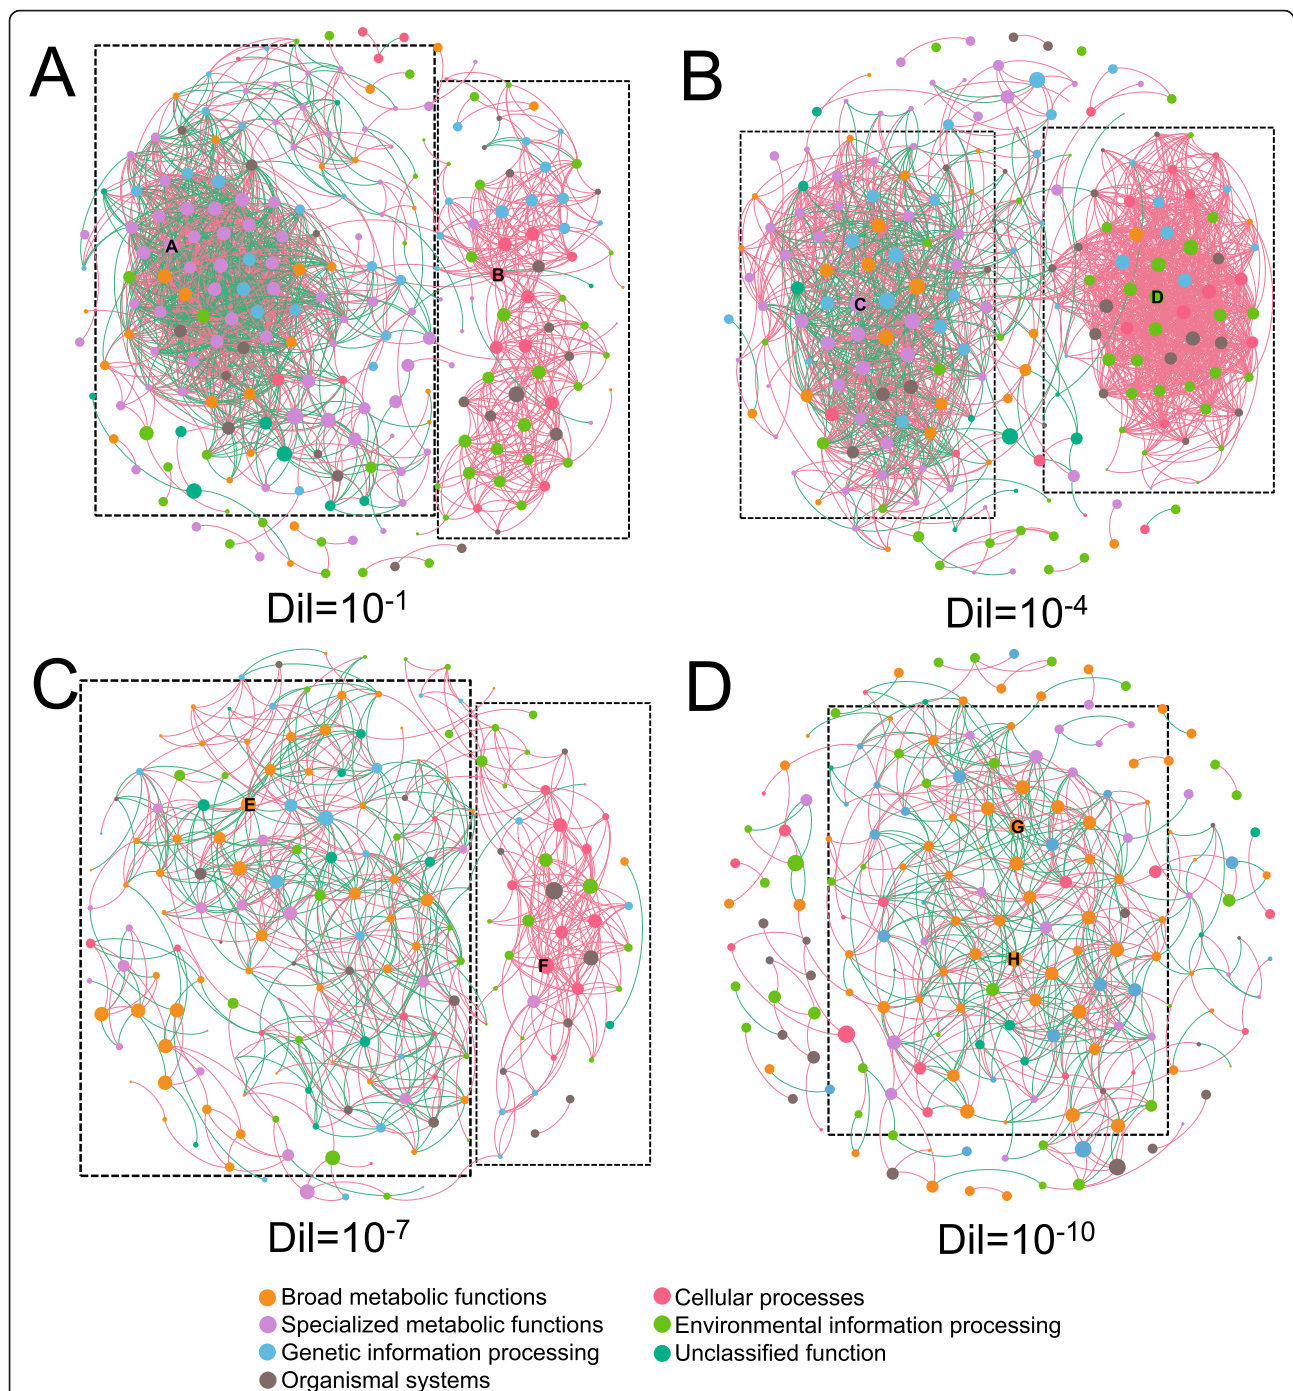 A
B
A
B
C
D
Dil=10-1
Dil=10-4
C
D
E
F
G
H
Dil=10-7
Dil=10-10
Broad metabolic functions
Specialized metabolic functions
Genetic information processing
Organismal systems
Cellular processes
Environmental information processing
Unclassified function